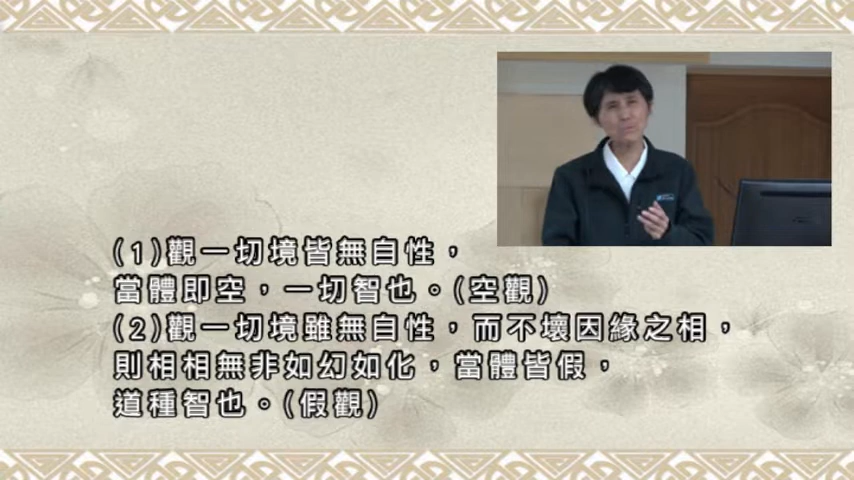 (1)觀一切境皆無自性，
當體即空，一切智也。(空觀)
(2)觀一切境雖無自性，而不壞因緣之相，
則相相無非如幻如化，當體皆假，
道種智也。(假觀)